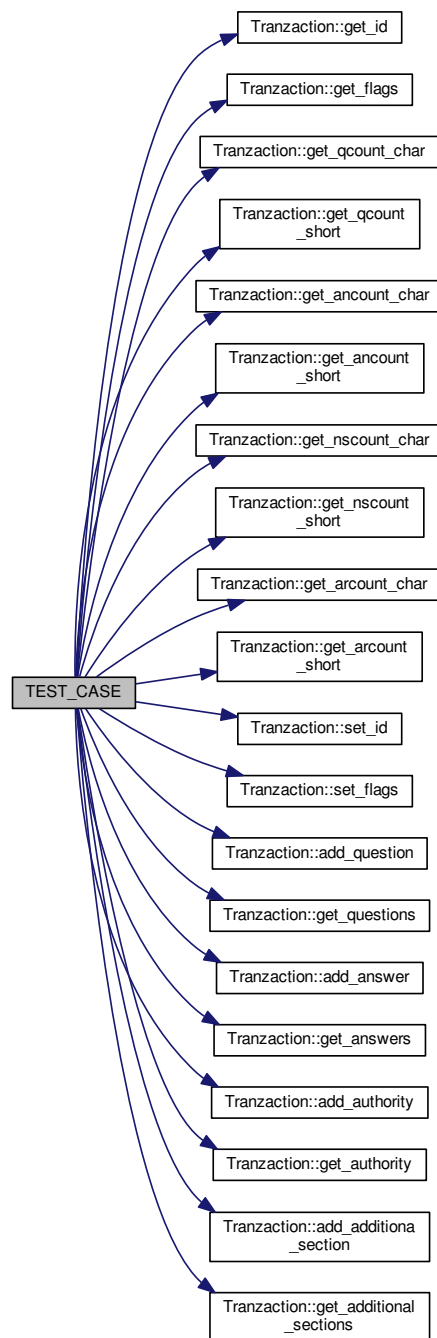 Tranzaction::get_id
Tranzaction::get_flags
Tranzaction::get_qcount_char
Tranzaction::get_qcount
_short
Tranzaction::get_ancount_char
Tranzaction::get_ancount
_short
Tranzaction::get_nscount_char
Tranzaction::get_nscount
_short
Tranzaction::get_arcount_char
Tranzaction::get_arcount
_short
TEST_CASE
Tranzaction::set_id
Tranzaction::set_flags
Tranzaction::add_question
Tranzaction::get_questions
Tranzaction::add_answer
Tranzaction::get_answers
Tranzaction::add_authority
Tranzaction::get_authority
Tranzaction::add_additiona
_section
Tranzaction::get_additional
_sections